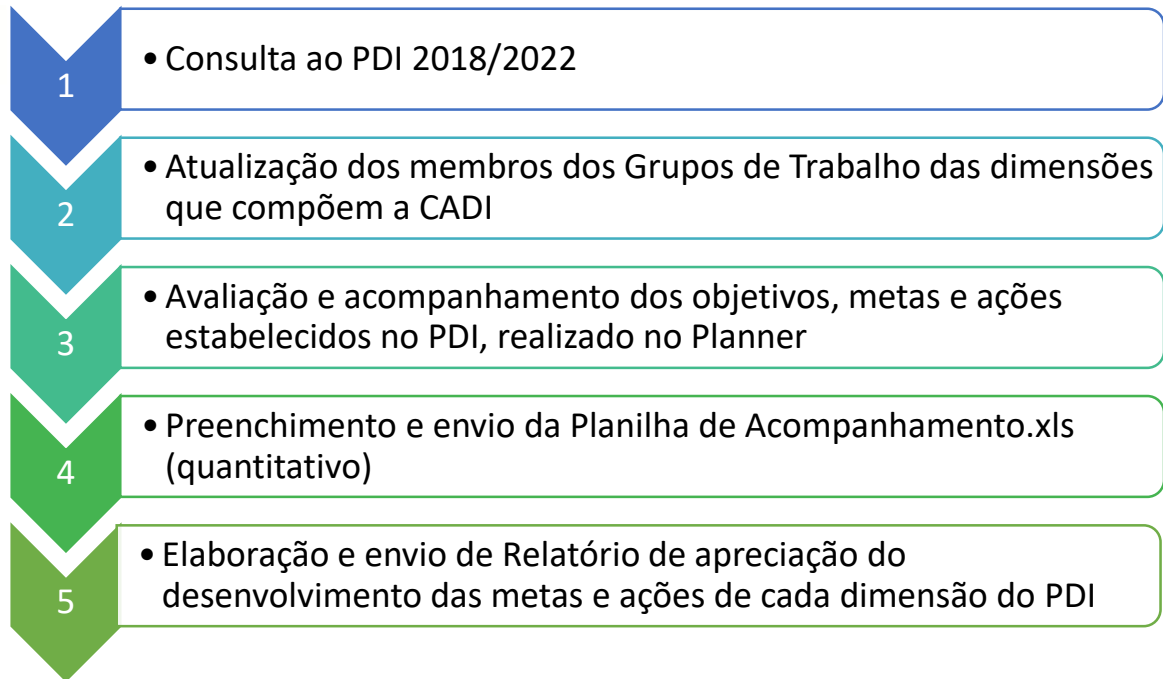 1
• Consulta ao PDI 2018/2022
2
• Atualização dos membros dos Grupos de Trabalho das dimensões
que compõem a CADI
3
• Avaliação e acompanhamento dos objetivos, metas e ações
estabelecidos no PDI, realizado no Planner
4
• Preenchimento e envio da Planilha de Acompanhamento.xls
(quantitativo)
5
• Elaboração e envio de Relatório de apreciação do
desenvolvimento das metas e ações de cada dimensão do PDI